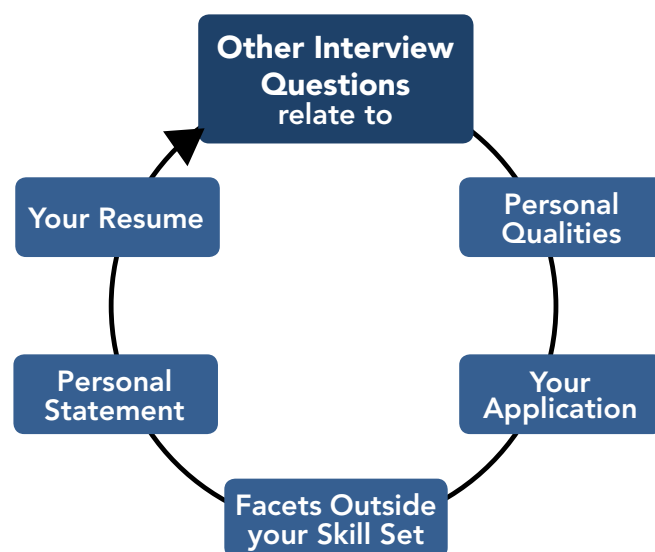 Other Interview
Questions
relate to
Personal
Qualities
Your
Application
Facets Outside
your Skill Set
Personal
Statement
Your Resume